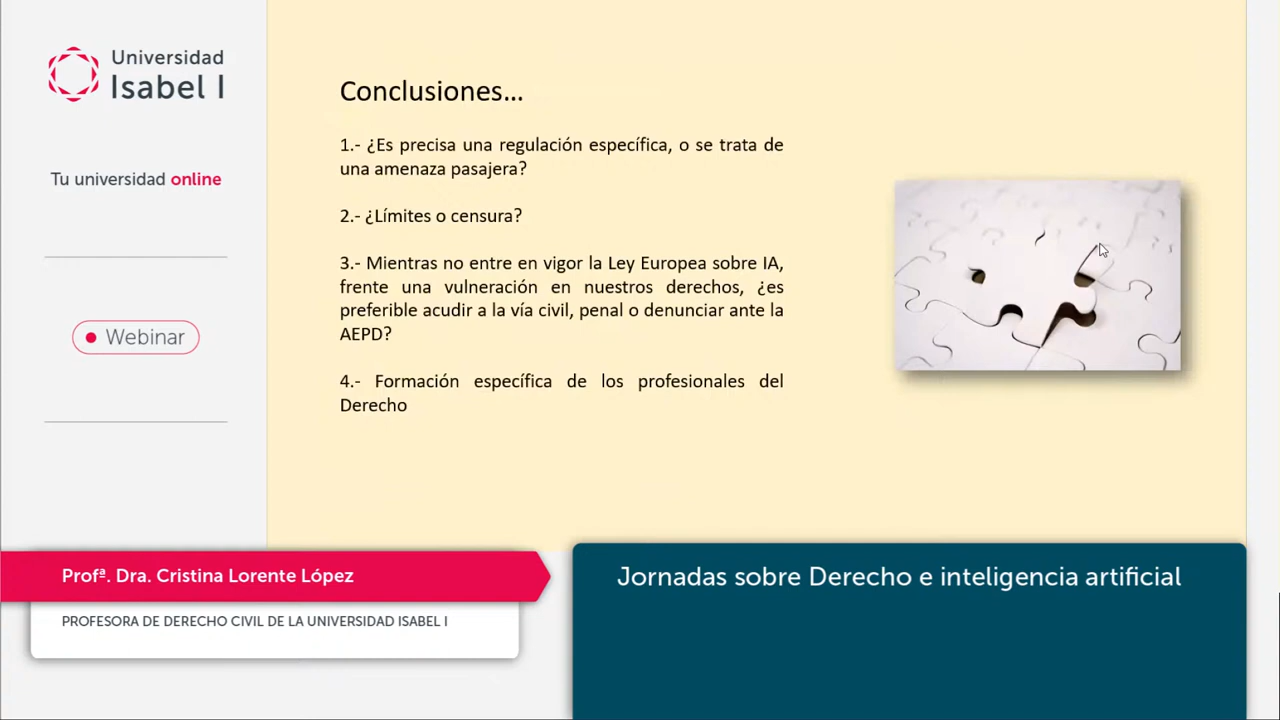 Universidad
Isabel I
Tu universidad online
Webinar
Conclusiones...
1.- ¿Es precisa una regulación específica, o se trata de
una amenaza pasajera?
2.- ¿Límites o censura?
3.- Mientras no entre en vigor la Ley Europea sobre IA,
frente una vulneración en nuestros derechos, ¿es
preferible acudir a la vía civil, penal o denunciar ante la
AEPD?
4.- Formación específica de los profesionales del
Derecho
Profª. Dra. Cristina Lorente López
PROFESORA DE DERECHO CIVIL DE LA UNIVERSIDAD ISABEL I
Jornadas sobre Derecho e inteligencia artificial